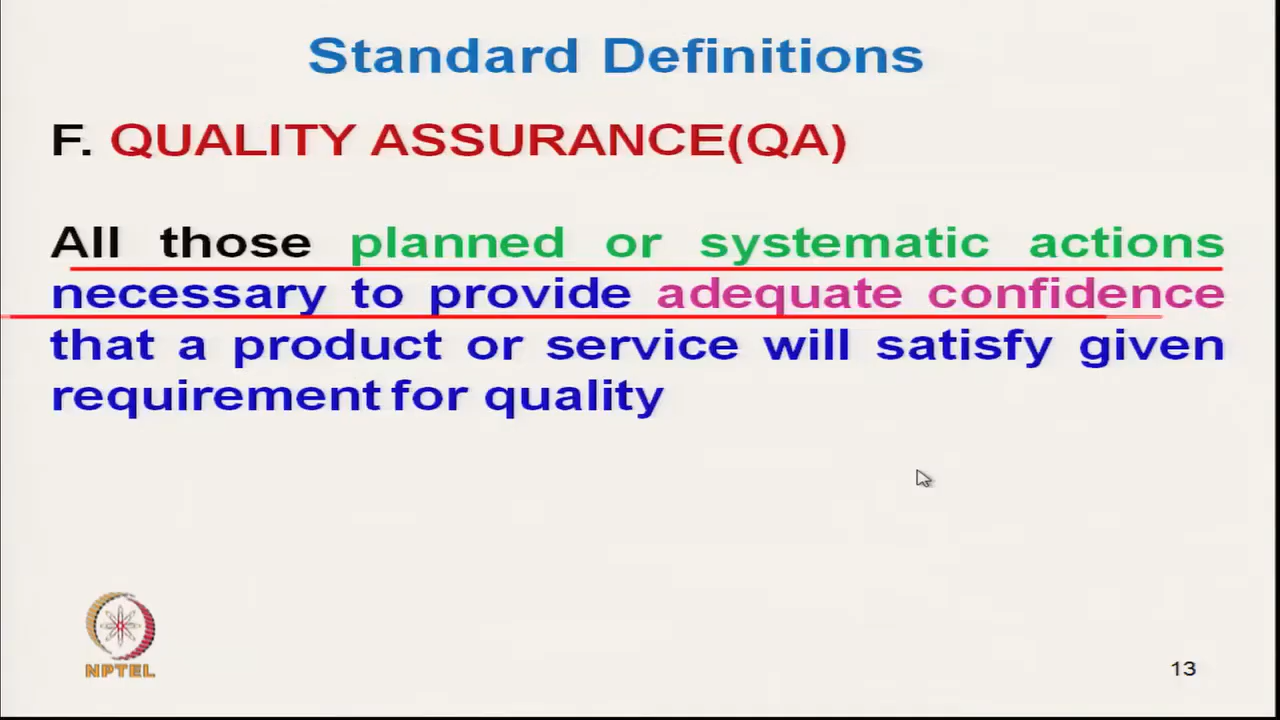 Standard Definitions
F. QUALITY ASSURANCE(QA)
All those planned or systematic actions
necessary to provide adequate confidence
that a product or service will satisfy given
requirement for quality
NPTEL
13